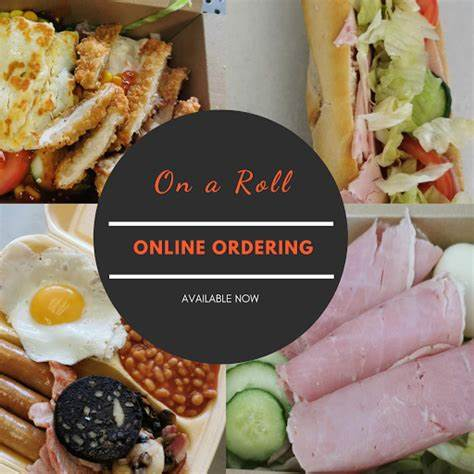 On a Roll
ONLINE ORDERING
AVAILABLE NOW